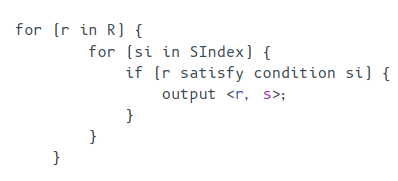 for [r in R] {
for [si in SIndex] {
if [r satisfy condition si] {
output <r, s>;
}
}
}